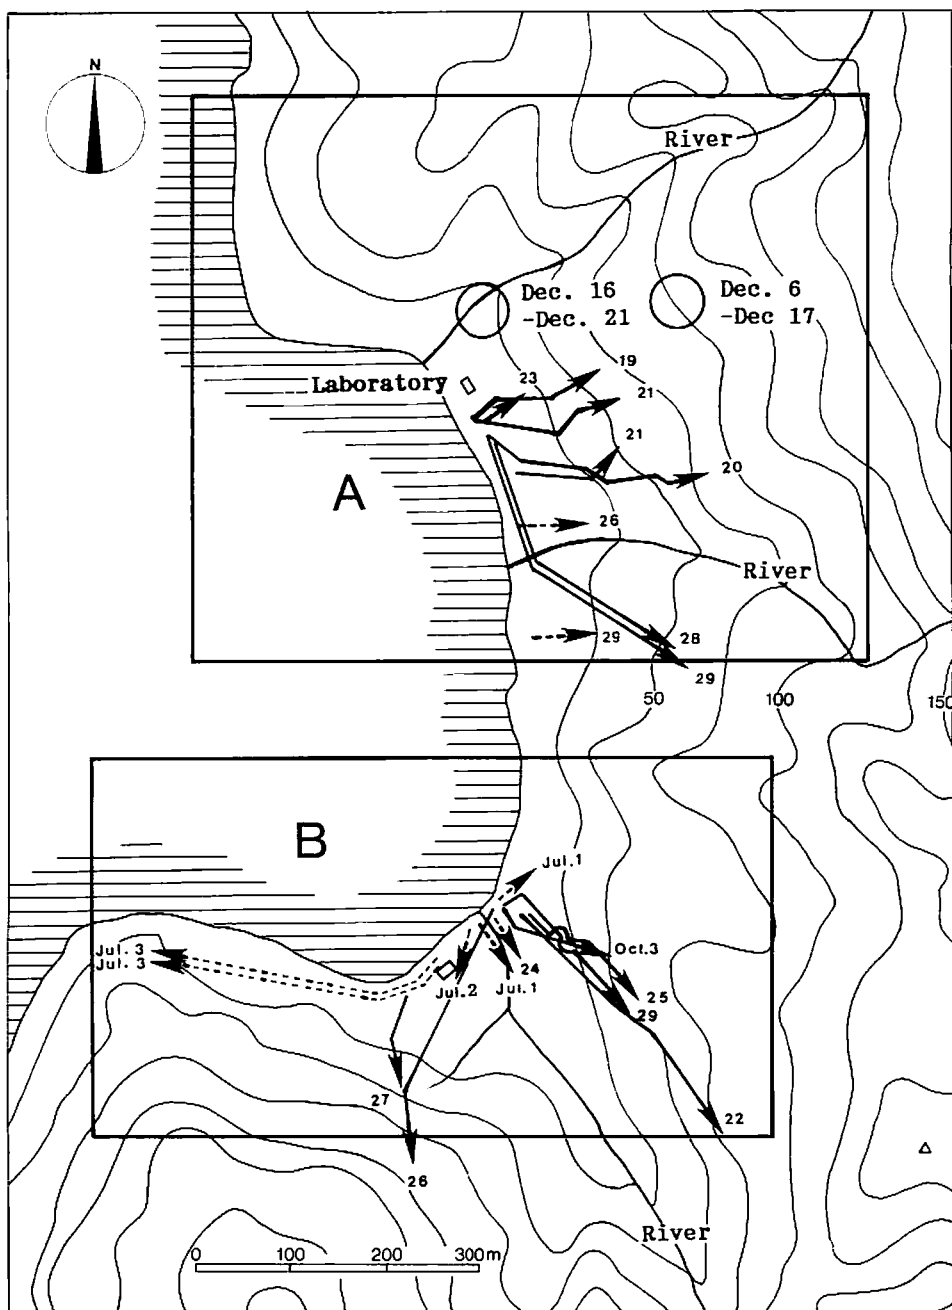 N
River
Dec. 16
-Dec. 21
Dec. 6
-Dec 17
Laboratory
23
19
21
21
20
A
26
River
29
28
29
50
100
150
B
Jul.1
Jul. 3
Jul. 3
Oct.3
24
Jul.2
Jul.1
25
29
27
22
26
River
0 100 200 300m